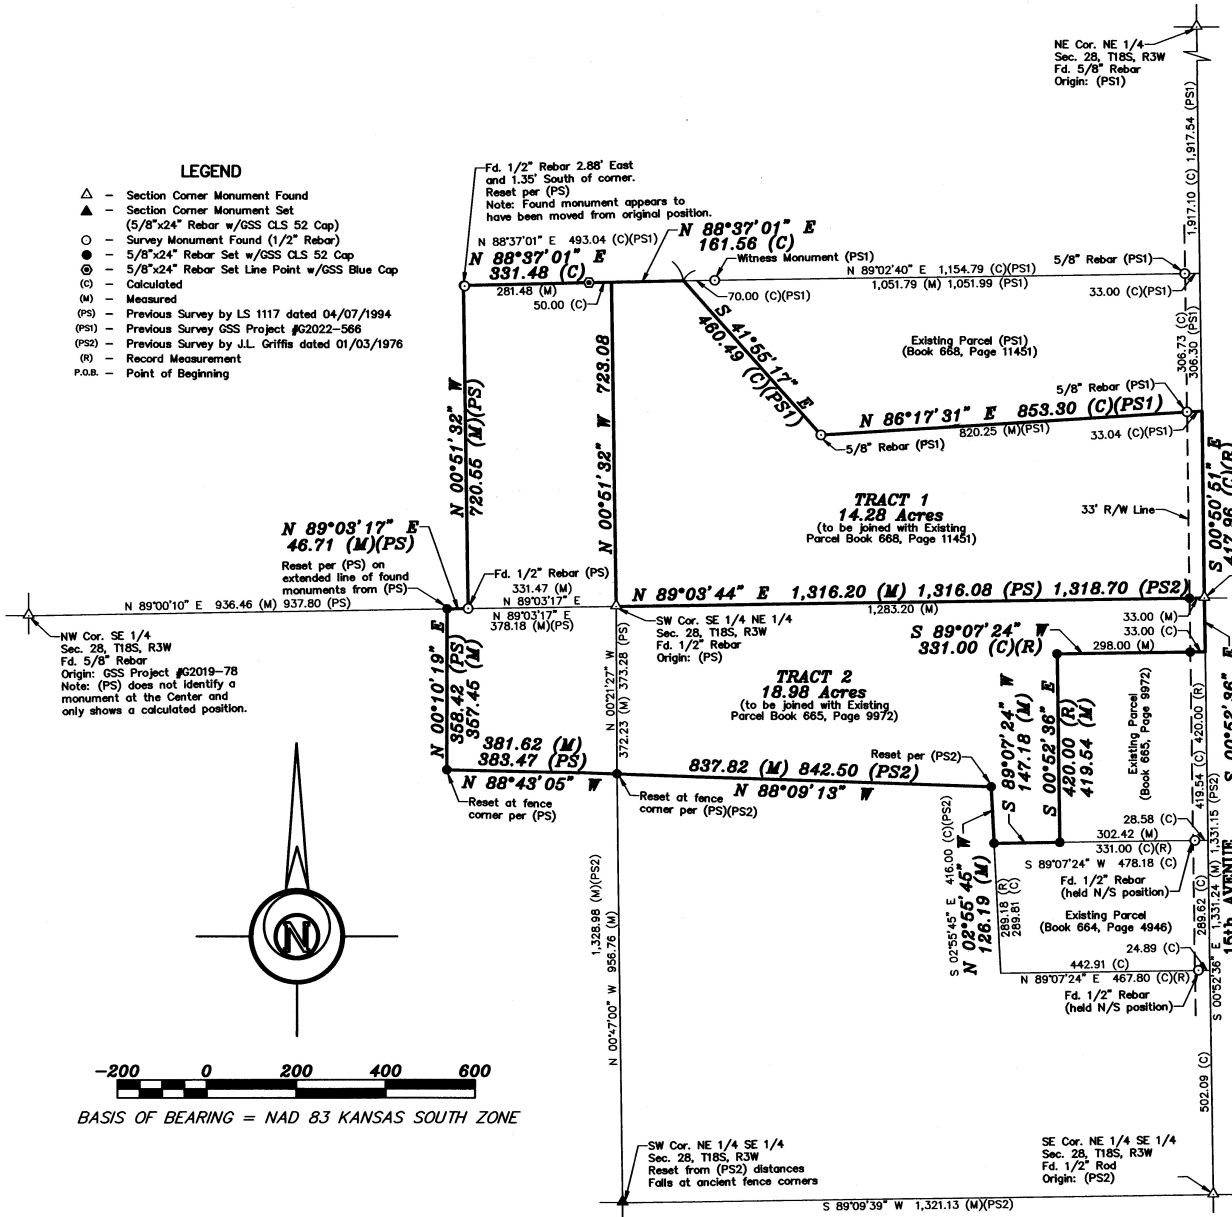 NE Cor. NE 1/4
Sec. 28, T18S, R3W
Fd. 5/8" Rebar
Origin: (PS1)
1,917.10 (C) 1,917.54 (PS1)
LEGEND
△ - Section Corner Monument Found
▲ - Section Corner Monument Set
(5/8"x24" Rebar w/GSS CLS 52 Cap)
○ - Survey Monument Found (1/2" Rebar)
● - 5/8"x24" Rebar Set w/GSS CLS 52 Cap
◎ - 5/8"x24" Rebar Set Line Point w/GSS Blue Cap
(C) - Calculated
(M) - Measured
(PS) - Previous Survey by LS 1117 dated 04/07/1994
(PS1) - Previous Survey GSS Project #G2022-566
(PS2) - Previous Survey by J.L. Griffis dated 01/03/1976
(R) - Record Measurement
P.O.B. - Point of Beginning
Fd. 1/2" Rebar 2.88' East
and 1.35' South of corner.
Reset per (PS)
Note: Found monument appears to
have been moved from original position.
N 88°37'01" E 493.04 (C)(PS1)
N 88°37'01" E
161.56 (C)
N 88°37'01" E
331.48 (C)
281.48 (M)
50.00 (C)
Witness Monument (PS1)
5/8" Rebar (PS1)
N 89°02'40" E 1,154.79 (C)(PS1)
1,051.79 (M) 1,051.99 (PS1)
70.00 (C)(PS1)
33.00 (C)(PS1)
Existing Parcel (PS1)
(Book 668, Page 11451)
306.73 (C)
306.30 (PS1)
S 41°55'17" E
460.49 (C)(PS1)
5/8" Rebar (PS1)
N 86°17'31" E 853.30 (C)(PS1)
820.25 (M)(PS1)
33.04 (C)(PS1)
5/8" Rebar (PS1)
N 00°51'32" W
720.55 (M)(PS)
N 00°51'32" W 723.08
TRACT 1
14.28 Acres
(to be joined with Existing
Parcel Book 668, Page 11451)
33' R/W Line
S 00°50'51" E
417.96 (C)(R)
N 89°03'17" E
46.71 (M)(PS)
Reset per (PS) on
extended line of found
monuments from (PS)
Fd. 1/2" Rebar (PS)
331.47 (M)
N 89°03'17" E
N 89°03'17" E
378.18 (M)(PS)
N 89°00'10" E 936.46 (M) 937.80 (PS)
N 89°03'44" E 1,316.20 (M) 1,316.08 (PS) 1,318.70 (PS2)
1,283.20 (M)
33.00 (M)
33.00 (C)
NW Cor. SE 1/4
Sec. 28, T18S, R3W
Fd. 5/8" Rebar
Origin: GSS Project #G2019-78
Note: (PS) does not identify a
monument at the Center and
only shows a calculated position.
SW Cor. SE 1/4 NE 1/4
Sec. 28, T18S, R3W
Fd. 1/2" Rebar
Origin: (PS)
S 89°07'24" W
331.00 (C)(R)
298.00 (M)
N 00°10'19" E
358.42 (PS)
357.45 (M)
N 00°21'27" W
372.23 (M) 373.28 (PS)
TRACT 2
18.98 Acres
(to be joined with Existing
Parcel Book 665, Page 9972)
381.62 (M)
383.47 (PS)
N 88°43'05" W
Reset at fence
corner per (PS)
837.82 (M) 842.50 (PS2)
N 88°09'13" W
Reset at fence
corner per (PS)(PS2)
Reset per (PS2)
S 89°07'24" W
147.18 (M)
S 00°52'36" E
420.00 (R)
419.54 (M)
Existing Parcel
(Book 665, Page 9972)
419.54 (C) 420.00 (R)
S 00°52'36" E
28.58 (C)
302.42 (M)
331.00 (C)(R)
S 89°07'24" W 478.18 (C)
Fd. 1/2" Rebar
(held N/S position)
S 02°55'45" E 416.00 (C)(PS2)
N 02°55'45" W
126.19 (M)
289.18 (R)
289.81 (C)
Existing Parcel
(Book 664, Page 4946)
289.62 (C)
S 00°52'36" E 1,331.24 (M) 1,331.15 (PS2)
15th AVENUE
24.89 (C)
442.91 (C)
N 89°07'24" E 467.80 (C)(R)
Fd. 1/2" Rebar
(held N/S position)
1,328.98 (M)(PS2)
N 00°47'00" W 956.76 (M)
502.09 (C)
N
-200 0 200 400 600
BASIS OF BEARING = NAD 83 KANSAS SOUTH ZONE
SW Cor. NE 1/4 SE 1/4
Sec. 28, T18S, R3W
Reset from (PS2) distances
Falls at ancient fence corners
SE Cor. NE 1/4 SE 1/4
Sec. 28, T18S, R3W
Fd. 1/2" Rod
Origin: (PS2)
S 89°09'39" W 1,321.13 (M)(PS2)